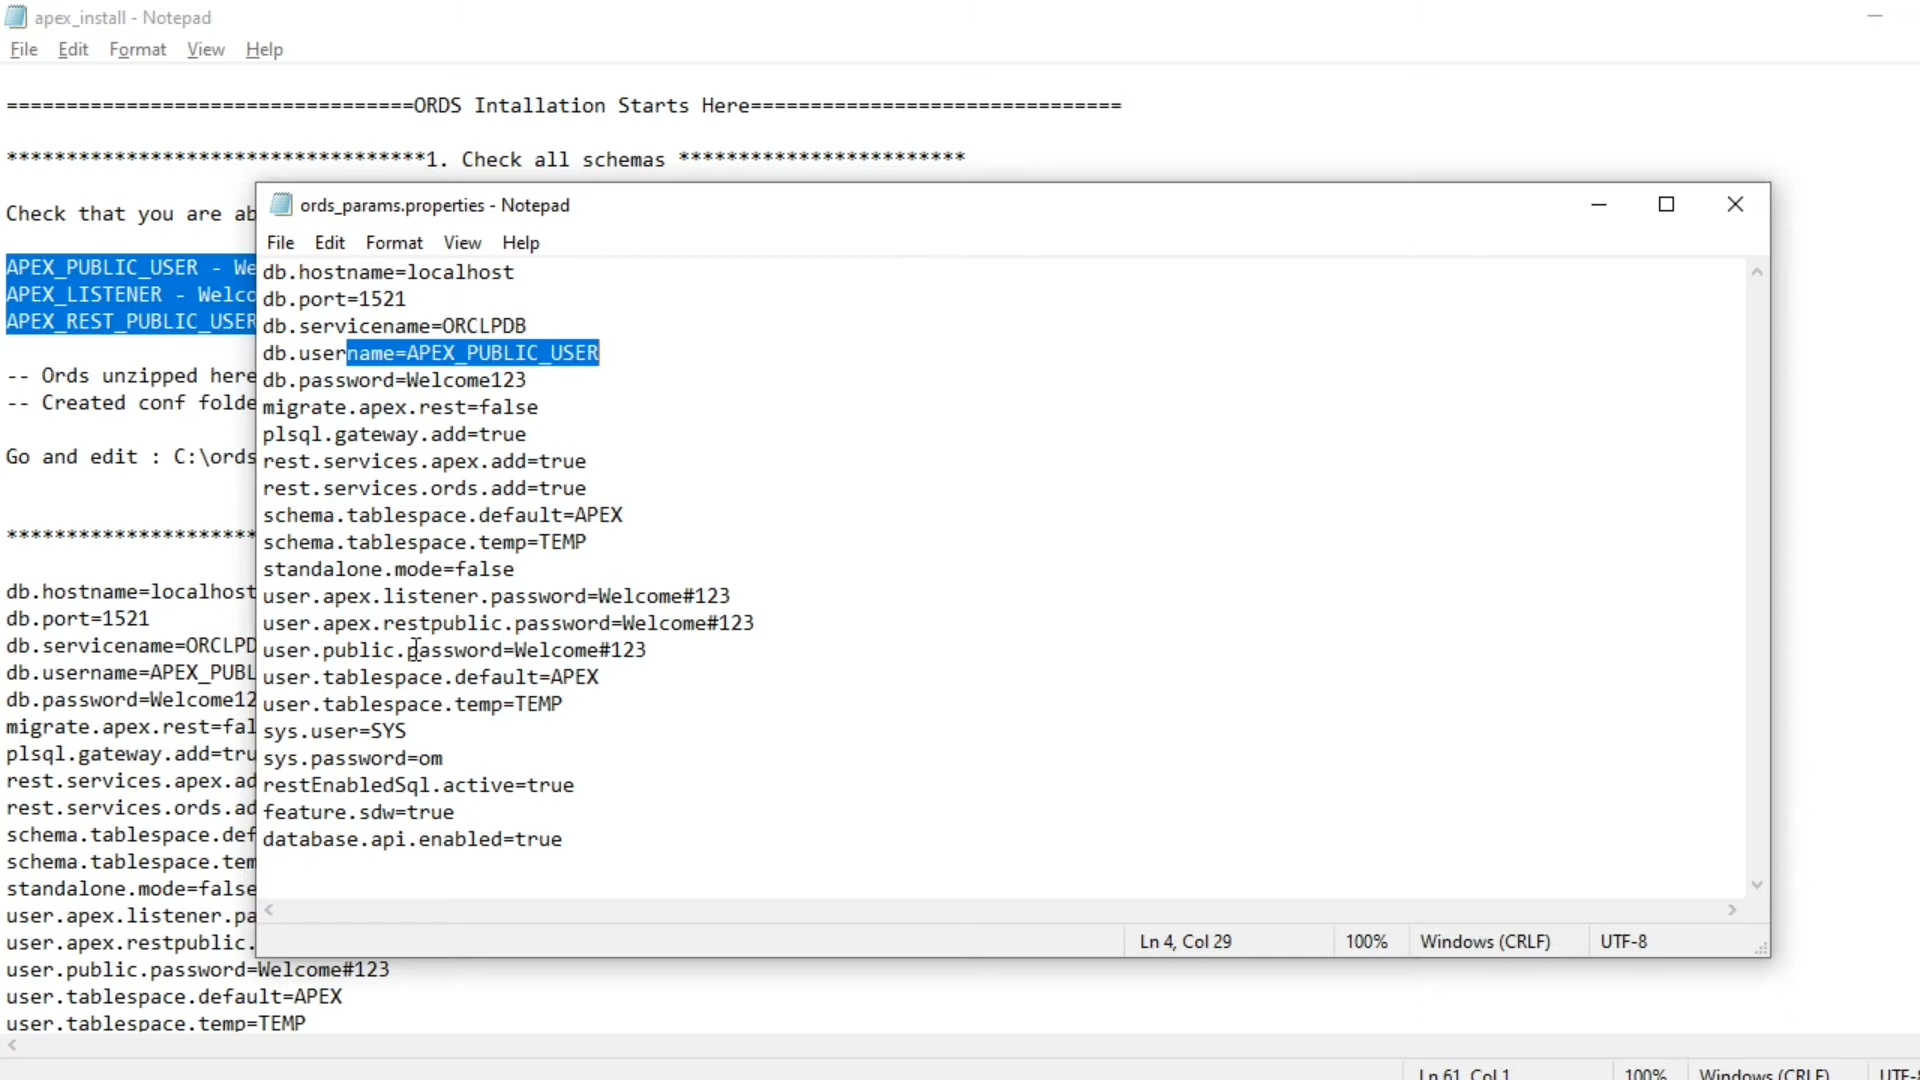 apex_install - Notepad
File Edit Format View Help
=================================ORDS Intallation Starts Here===============================
***********************************1. Check all schemas ************************
Check that you are ab
APEX_PUBLIC_USER - We
APEX_LISTENER - Welco
APEX_REST_PUBLIC_USER
-- Ords unzipped here
-- Created conf folde
Go and edit : C:\ords
*********************
db.hostname=localhost
db.port=1521
db.servicename=ORCLPD
db.username=APEX_PUBL
db.password=Welcome12
migrate.apex.rest=fal
plsql.gateway.add=tru
rest.services.apex.ad
rest.services.ords.ad
schema.tablespace.def
schema.tablespace.tem
standalone.mode=false
user.apex.listener.pa
user.apex.restpublic.
user.public.password=Welcome#123
user.tablespace.default=APEX
user.tablespace.temp=TEMP
ords_params.properties - Notepad
File Edit Format View Help
db.hostname=localhost
db.port=1521
db.servicename=ORCLPDB
db.username=APEX_PUBLIC_USER
db.password=Welcome123
migrate.apex.rest=false
plsql.gateway.add=true
rest.services.apex.add=true
rest.services.ords.add=true
schema.tablespace.default=APEX
schema.tablespace.temp=TEMP
standalone.mode=false
user.apex.listener.password=Welcome#123
user.apex.restpublic.password=Welcome#123
user.public.password=Welcome#123
user.tablespace.default=APEX
user.tablespace.temp=TEMP
sys.user=SYS
sys.password=om
restEnabledSql.active=true
feature.sdw=true
database.api.enabled=true
Ln 4, Col 29 100% Windows (CRLF) UTF-8
Ln 61, Col 1 100% Windows (CRLF) UTF-8